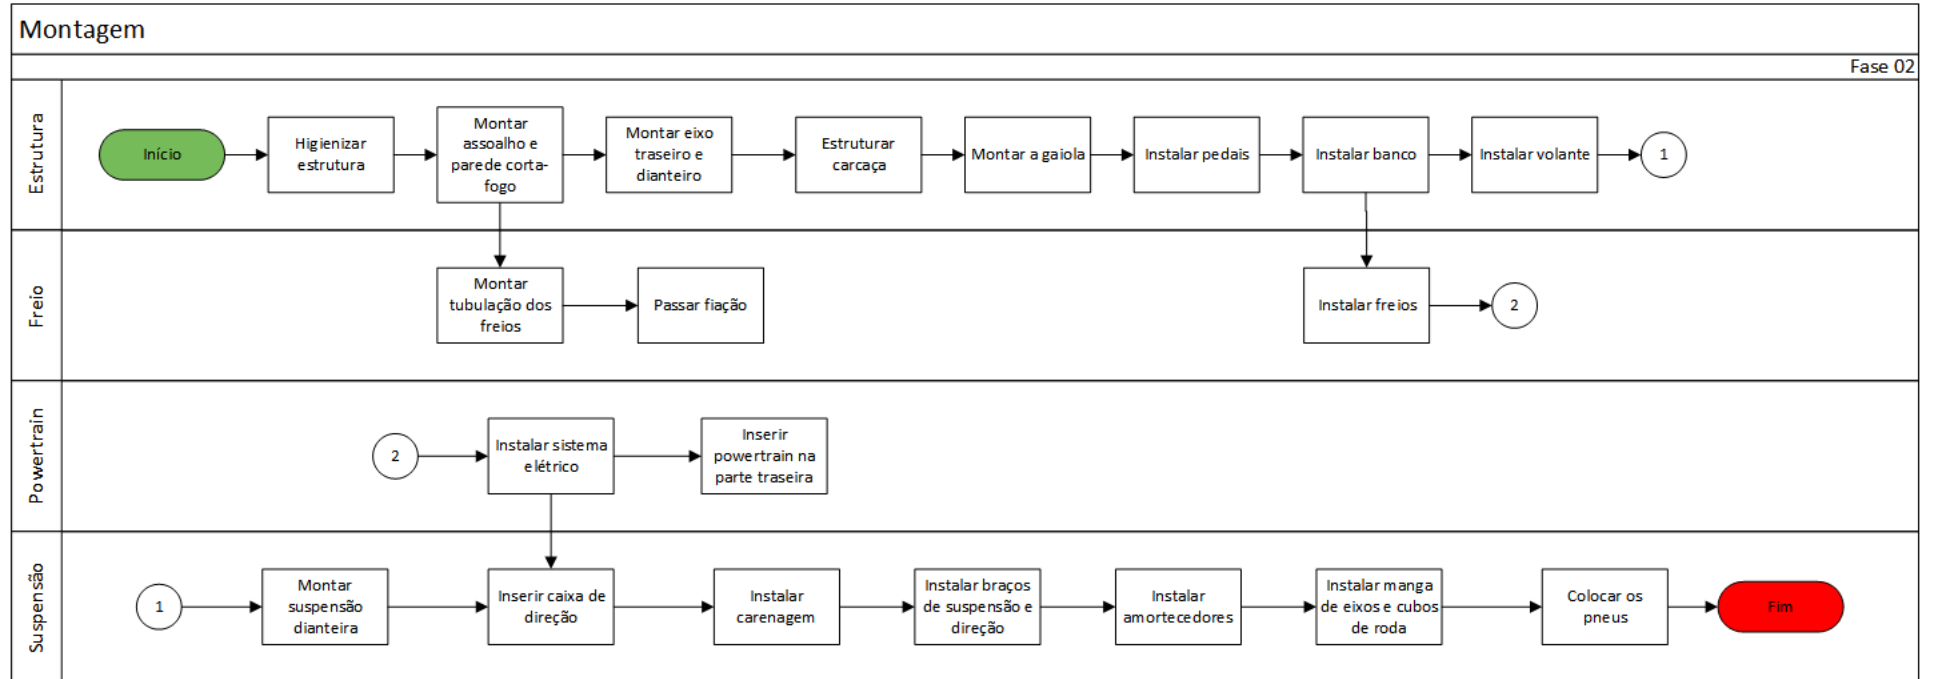 Montagem
Fase 02
Estrutura
Início
Higienizar
estrutura
Montar
assoalho e
parede corta-
fogo
Montar eixo
traseiro e
dianteiro
Estruturar
carcaça
Montar a gaiola
Instalar pedais
Instalar banco
Instalar volante
1
Freio
Montar
tubulação dos
freios
Passar fiação
Instalar freios
2
Powertrain
2
Instalar sistema
elétrico
Inserir
powertrain na
parte traseira
Suspensão
1
Montar
suspensão
dianteira
Inserir caixa de
direção
Instalar
carenagem
Instalar braços
de suspensão e
direção
Instalar
amortecedores
Instalar manga
de eixos e cubos
de roda
Colocar os
pneus
Fim